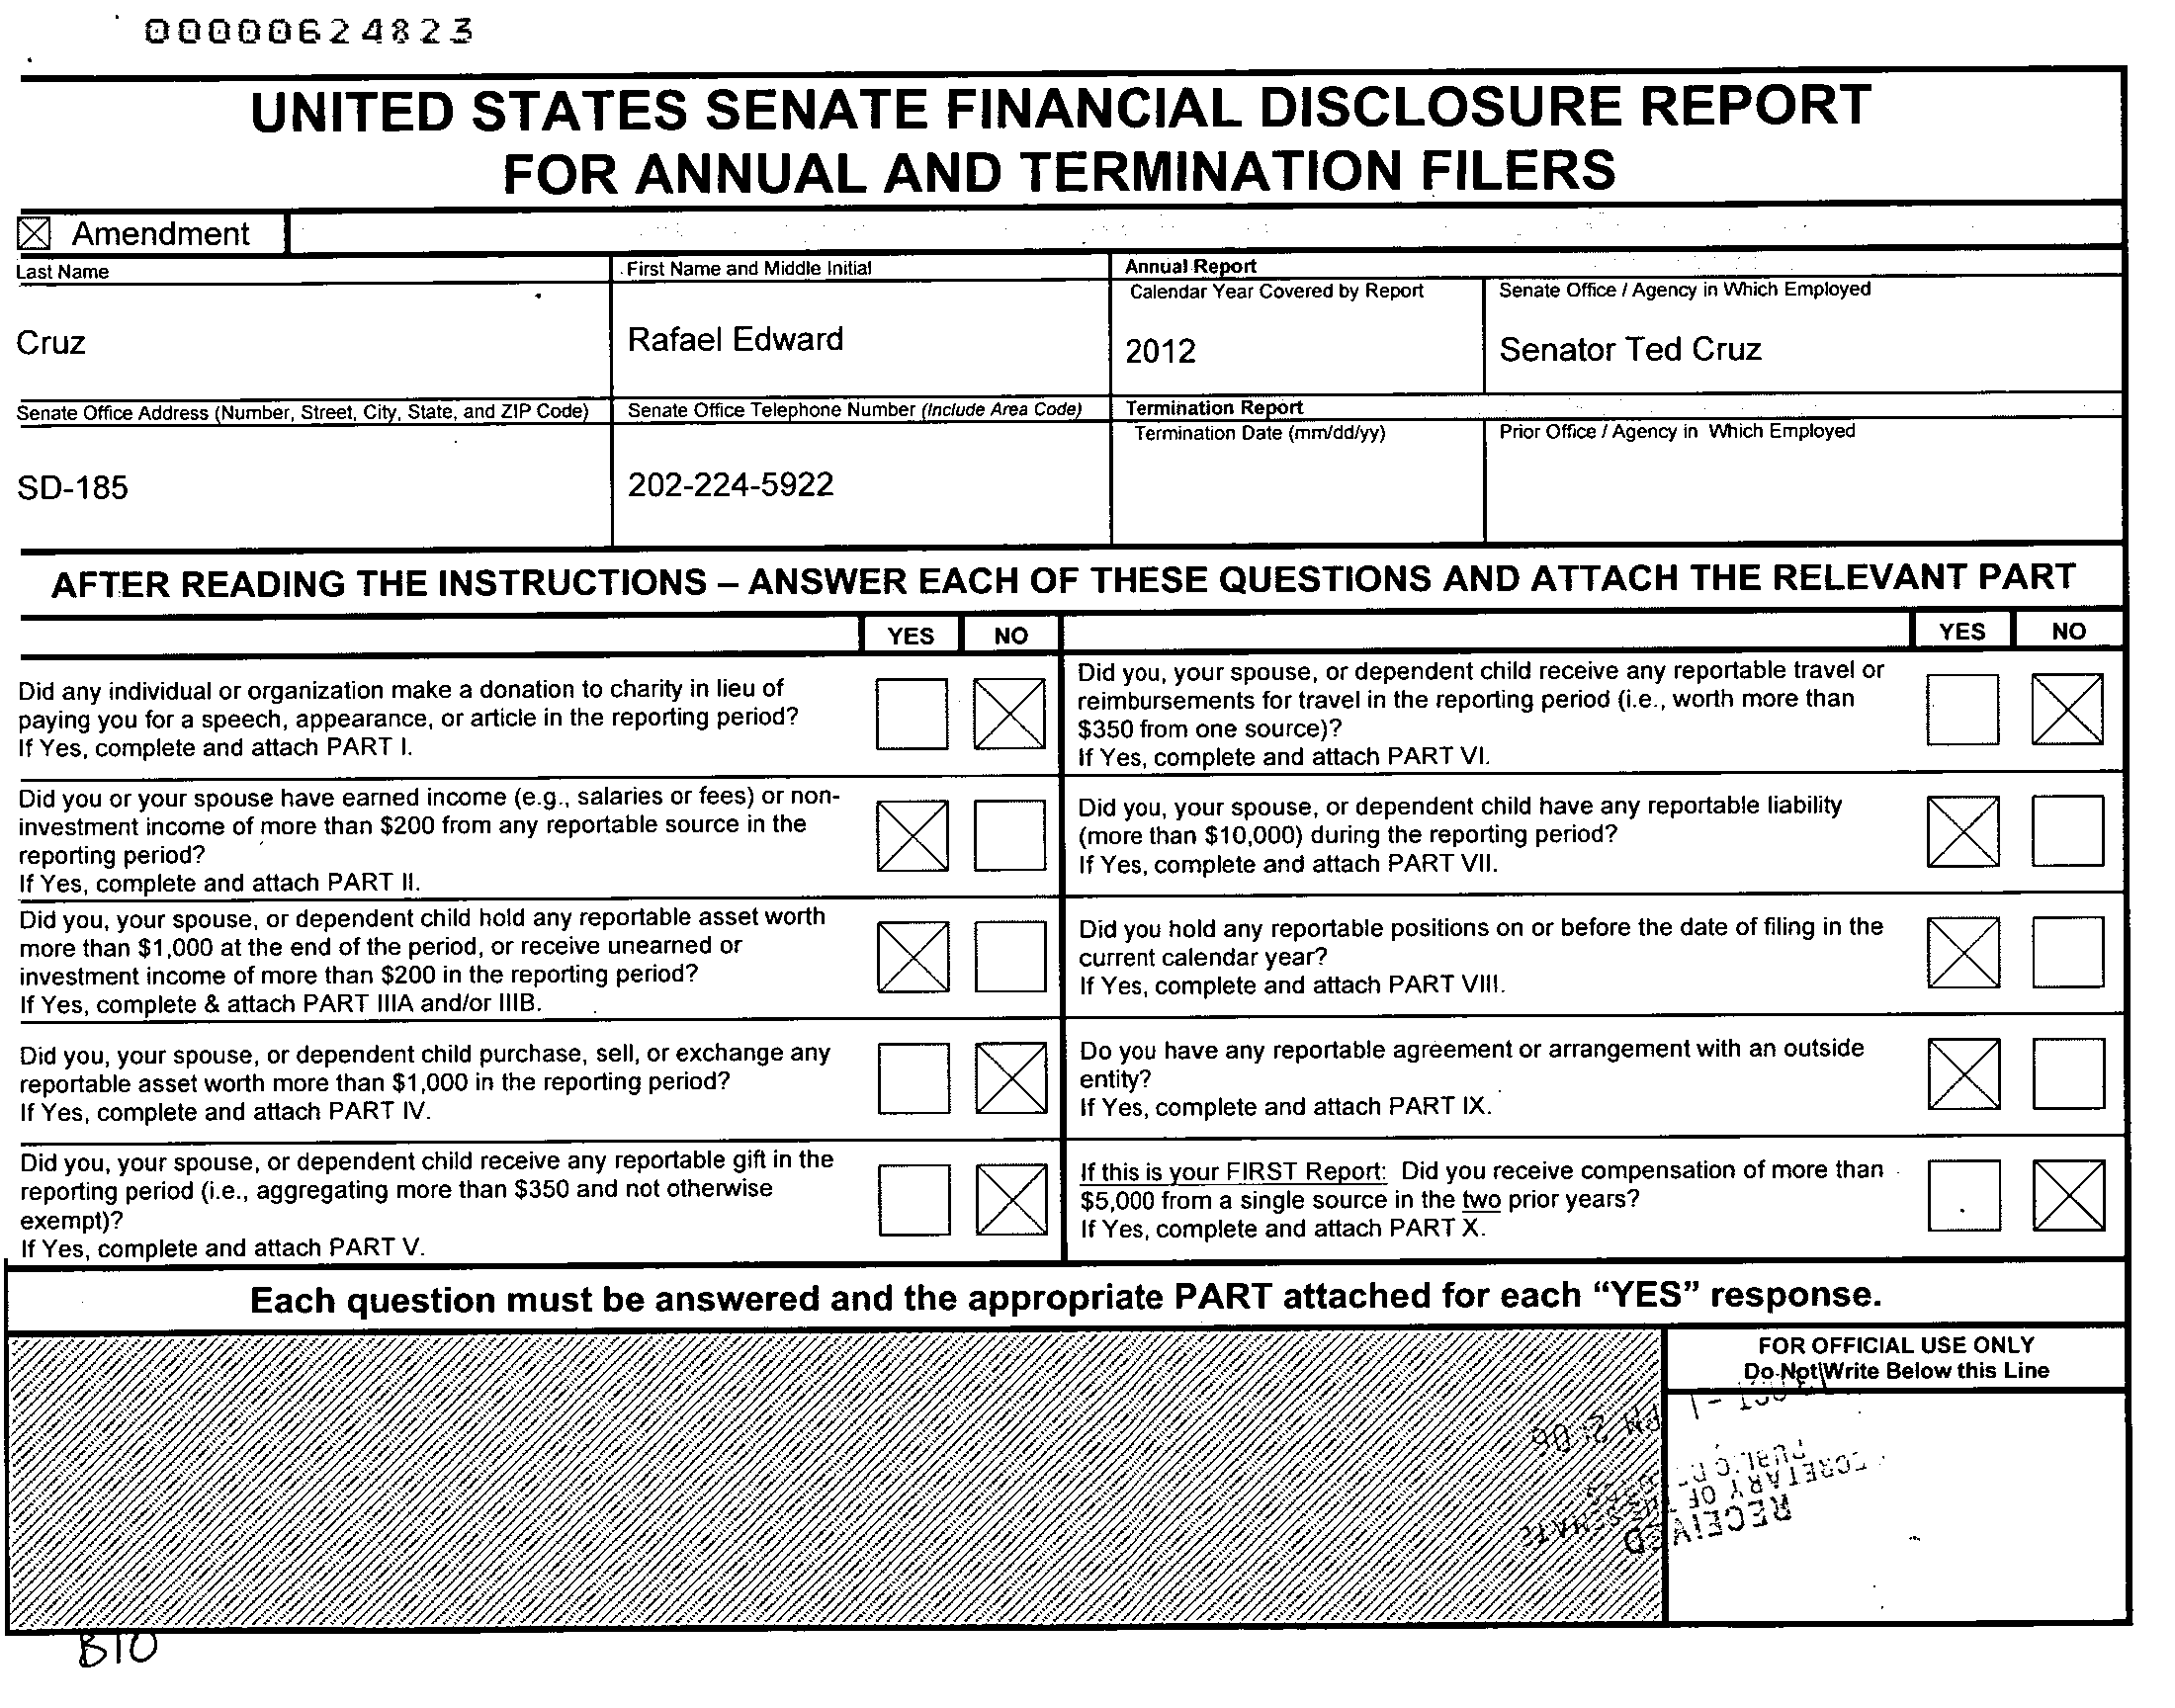 00000624823
UNITED STATES SENATE FINANCIAL DISCLOSURE REPORT
FOR ANNUAL AND TERMINATION FILERS
Amendment
Last Name
First Name and Middle Initial
Annual Report
Calendar Year Covered by Report
Senate Office / Agency in Which Employed
Cruz
Rafael Edward
2012
Senator Ted Cruz
Senate Office Address (Number, Street, City, State, and ZIP Code)
Senate Office Telephone Number (Include Area Code)
Termination Report
Termination Date (mm/dd/yy)
Prior Office / Agency in Which Employed
SD-185
202-224-5922
AFTER READING THE INSTRUCTIONS – ANSWER EACH OF THESE QUESTIONS AND ATTACH THE RELEVANT PART
YES NO
YES NO
Did any individual or organization make a donation to charity in lieu of
paying you for a speech, appearance, or article in the reporting period?
If Yes, complete and attach PART I.
Did you, your spouse, or dependent child receive any reportable travel or
reimbursements for travel in the reporting period (i.e., worth more than
$350 from one source)?
If Yes, complete and attach PART VI.
Did you or your spouse have earned income (e.g., salaries or fees) or non-
investment income of more than $200 from any reportable source in the
reporting period?
If Yes, complete and attach PART II.
Did you, your spouse, or dependent child have any reportable liability
(more than $10,000) during the reporting period?
If Yes, complete and attach PART VII.
Did you, your spouse, or dependent child hold any reportable asset worth
more than $1,000 at the end of the period, or receive unearned or
investment income of more than $200 in the reporting period?
If Yes, complete & attach PART IIIA and/or IIIB.
Did you hold any reportable positions on or before the date of filing in the
current calendar year?
If Yes, complete and attach PART VIII.
Did you, your spouse, or dependent child purchase, sell, or exchange any
reportable asset worth more than $1,000 in the reporting period?
If Yes, complete and attach PART IV.
Do you have any reportable agreement or arrangement with an outside
entity?
If Yes, complete and attach PART IX.
Did you, your spouse, or dependent child receive any reportable gift in the
reporting period (i.e., aggregating more than $350 and not otherwise
exempt)?
If Yes, complete and attach PART V.
If this is your FIRST Report: Did you receive compensation of more than
$5,000 from a single source in the two prior years?
If Yes, complete and attach PART X.
Each question must be answered and the appropriate PART attached for each “YES” response.
FOR OFFICIAL USE ONLY
Do Not Write Below this Line
RECEIVED
SECRETARY OF THE SENATE
OCT -1 PM 2:06
BTO